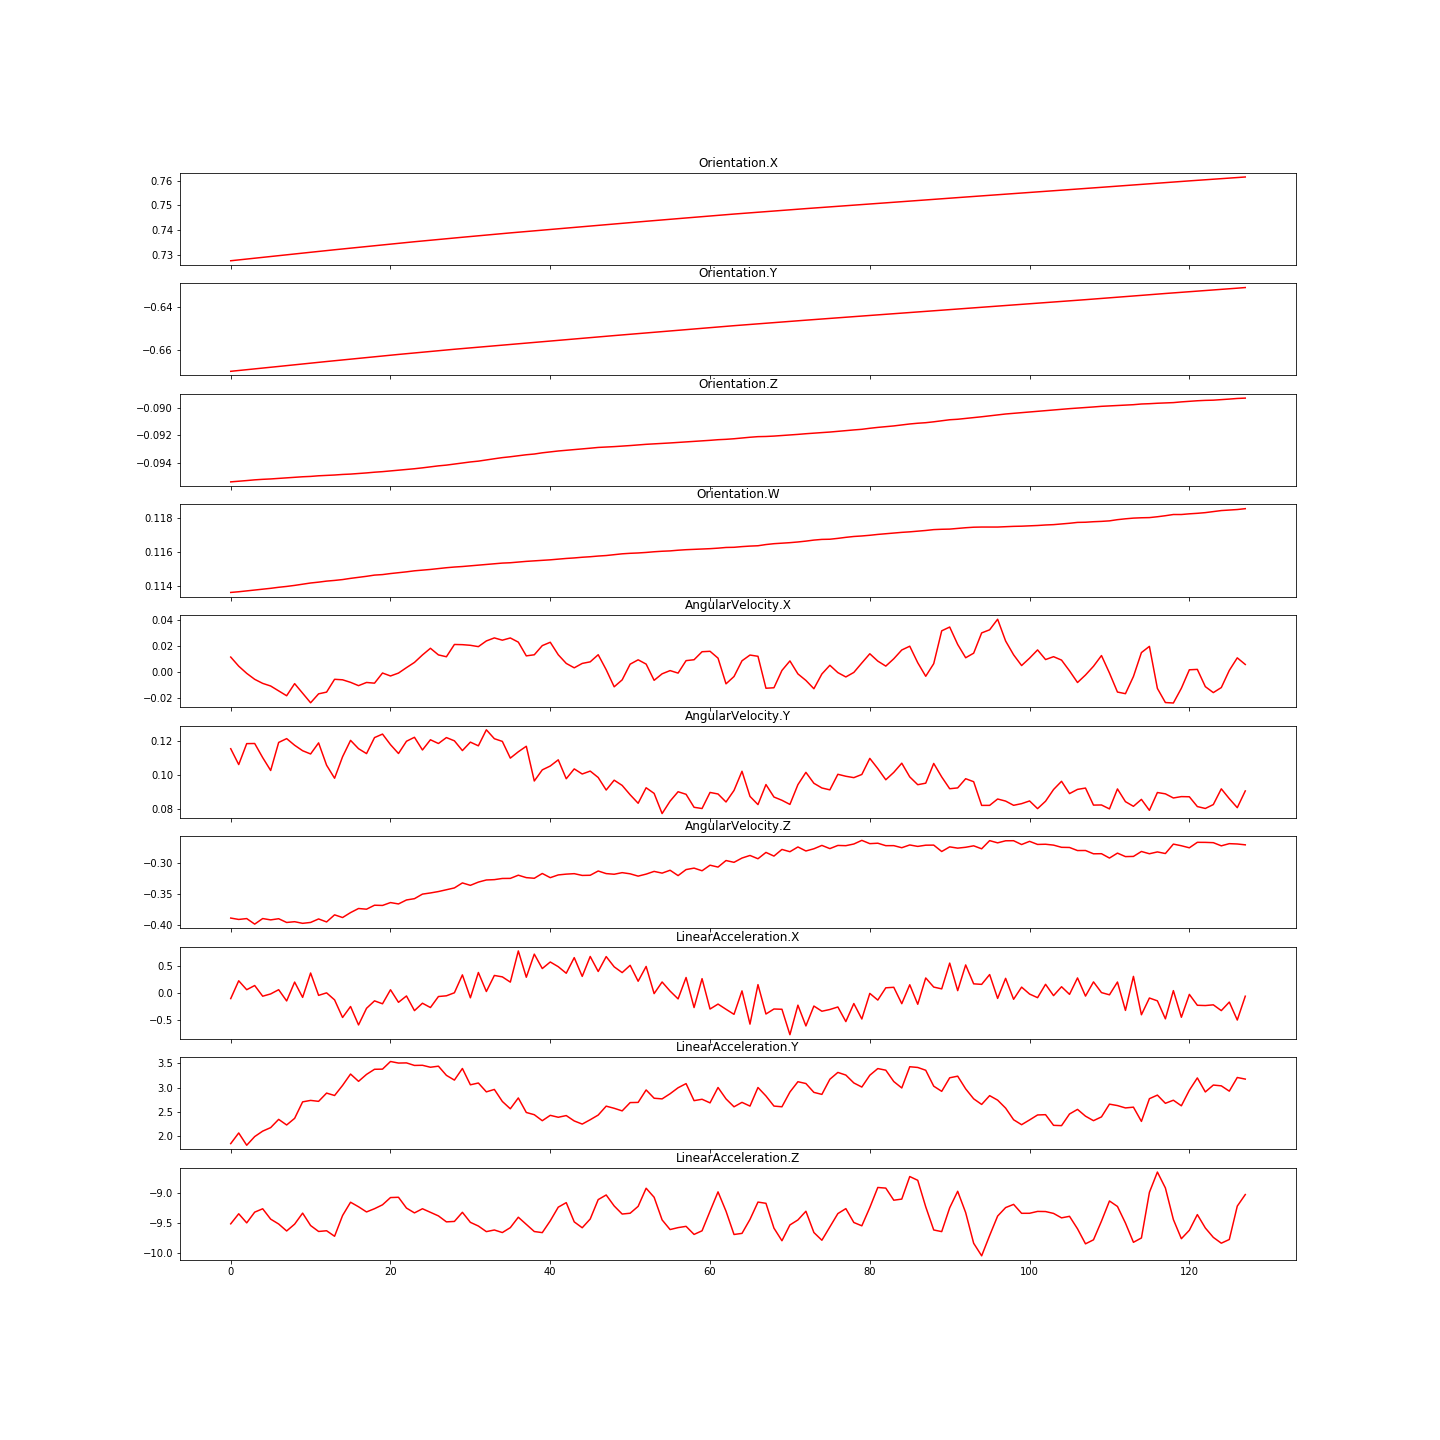 Orientation.X
0.76
0.75
0.74
0.73
Orientation.Y
−0.64
−0.66
Orientation.Z
−0.090
−0.092
−0.094
Orientation.W
0.118
0.116
0.114
AngularVelocity.X
0.04
0.02
0.00
−0.02
AngularVelocity.Y
0.12
0.10
0.08
AngularVelocity.Z
−0.30
−0.35
−0.40
LinearAcceleration.X
0.5
0.0
−0.5
LinearAcceleration.Y
3.5
3.0
2.5
2.0
LinearAcceleration.Z
−9.0
−9.5
−10.0
0 20 40 60 80 100 120